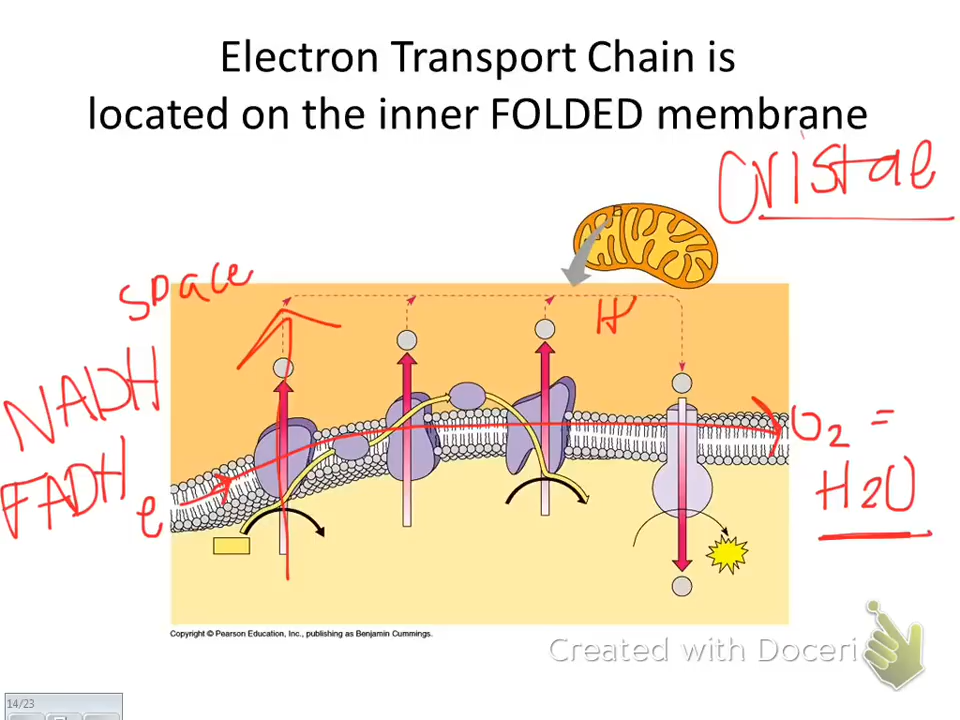 Electron Transport Chain is
located on the inner FOLDED membrane
Cristae
space
H+
NADH
FADH
e
O2 =
H2O
Copyright © Pearson Education, Inc., publishing as Benjamin Cummings.
Created with Doceri
14/23